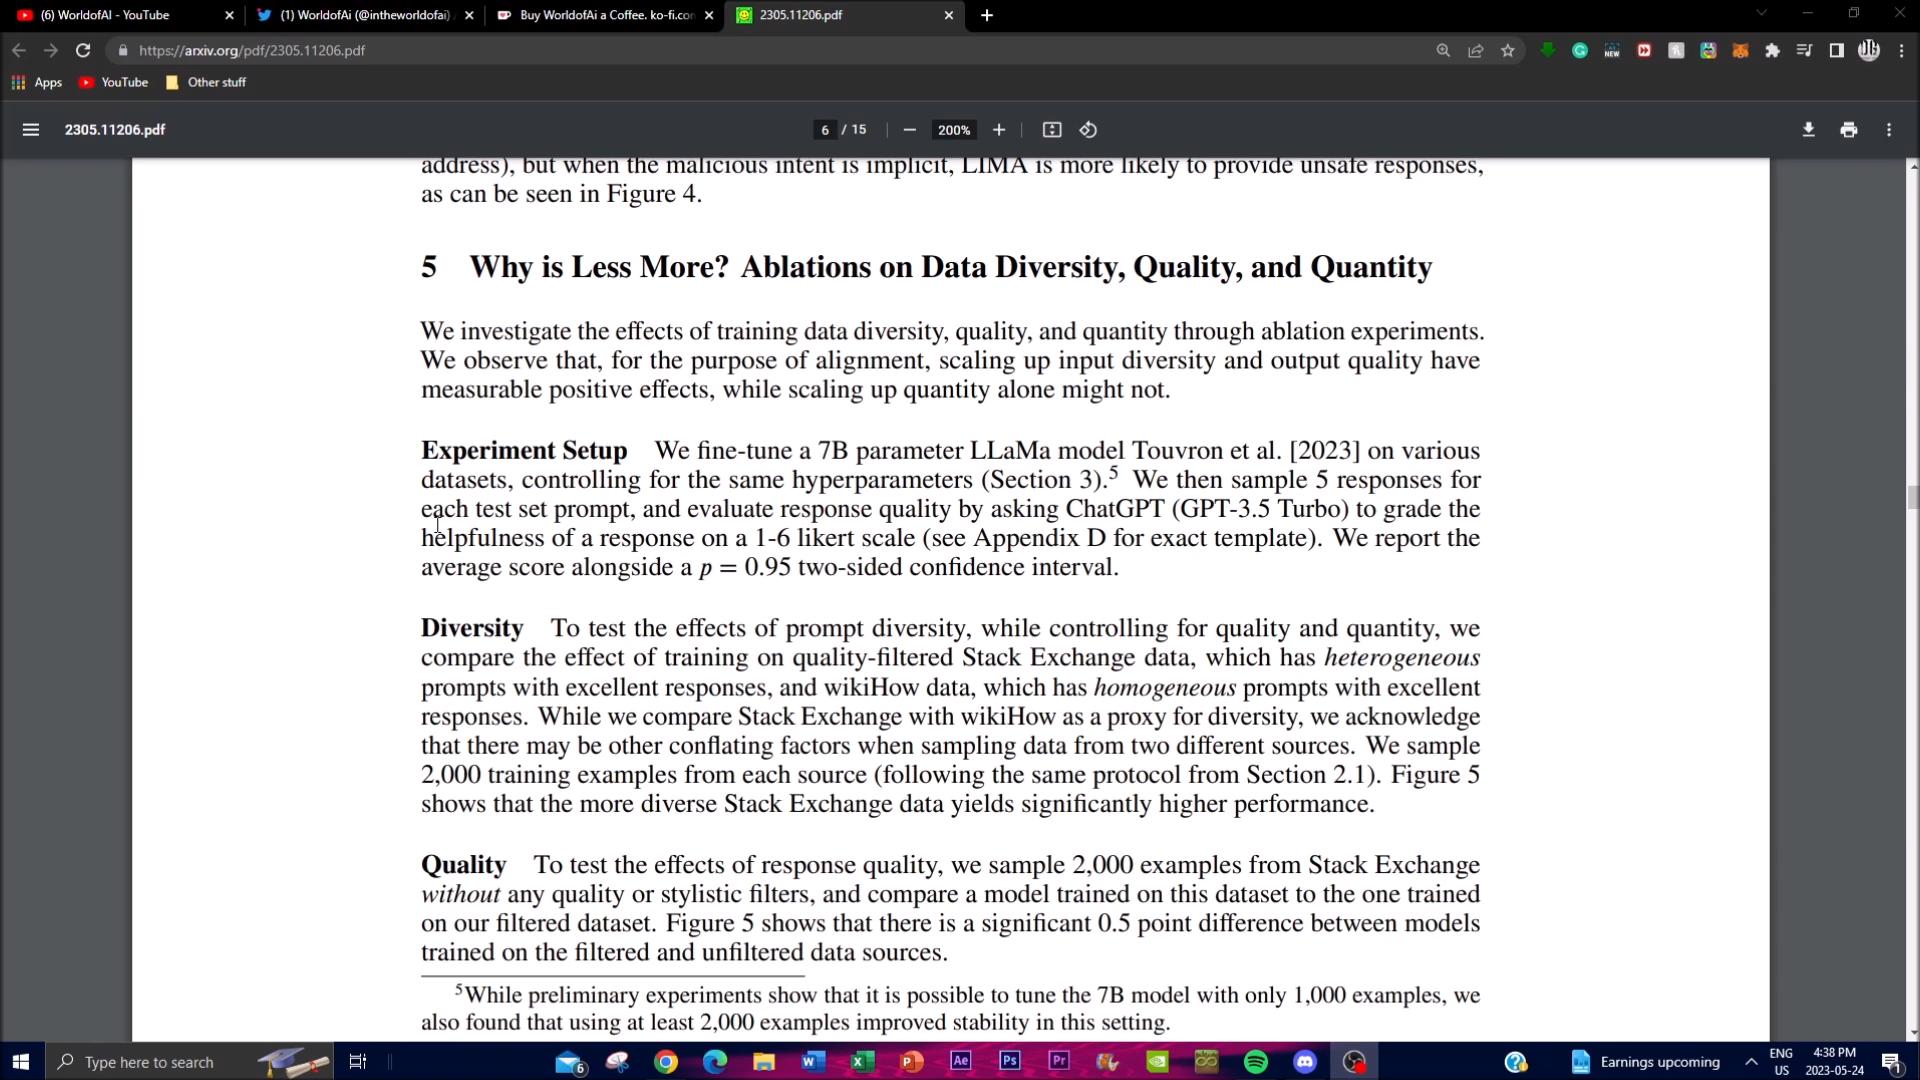 (6) WorldofAI - YouTube
(1) WorldofAi (@intheworldofai)
Buy WorldofAi a Coffee. ko-fi.com
2305.11206.pdf
https://arxiv.org/pdf/2305.11206.pdf
NEW
Apps
YouTube
Other stuff
2305.11206.pdf
6 / 15
200%
address), but when the malicious intent is implicit, LIMA is more likely to provide unsafe responses,
as can be seen in Figure 4.
5 Why is Less More? Ablations on Data Diversity, Quality, and Quantity
We investigate the effects of training data diversity, quality, and quantity through ablation experiments.
We observe that, for the purpose of alignment, scaling up input diversity and output quality have
measurable positive effects, while scaling up quantity alone might not.
Experiment Setup We fine-tune a 7B parameter LLaMa model Touvron et al. [2023] on various
datasets, controlling for the same hyperparameters (Section 3).5 We then sample 5 responses for
each test set prompt, and evaluate response quality by asking ChatGPT (GPT-3.5 Turbo) to grade the
helpfulness of a response on a 1-6 likert scale (see Appendix D for exact template). We report the
average score alongside a p = 0.95 two-sided confidence interval.
Diversity To test the effects of prompt diversity, while controlling for quality and quantity, we
compare the effect of training on quality-filtered Stack Exchange data, which has heterogeneous
prompts with excellent responses, and wikiHow data, which has homogeneous prompts with excellent
responses. While we compare Stack Exchange with wikiHow as a proxy for diversity, we acknowledge
that there may be other conflating factors when sampling data from two different sources. We sample
2,000 training examples from each source (following the same protocol from Section 2.1). Figure 5
shows that the more diverse Stack Exchange data yields significantly higher performance.
Quality To test the effects of response quality, we sample 2,000 examples from Stack Exchange
without any quality or stylistic filters, and compare a model trained on this dataset to the one trained
on our filtered dataset. Figure 5 shows that there is a significant 0.5 point difference between models
trained on the filtered and unfiltered data sources.
5While preliminary experiments show that it is possible to tune the 7B model with only 1,000 examples, we
also found that using at least 2,000 examples improved stability in this setting.
Type here to search
6
W
X
P
Ae
Ps
Pr
Earnings upcoming
ENG
US
4:38 PM
2023-05-24
1